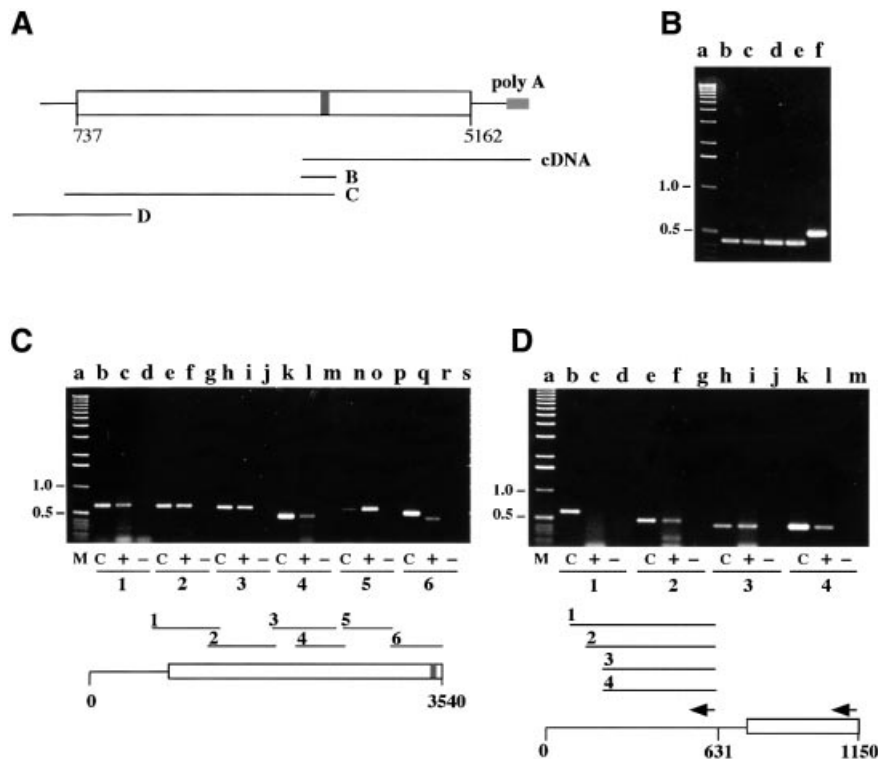 A
poly A
737
5162
cDNA
B
C
D
B
a b c d e f
1.0 –
0.5 –
C
a b c d e f g h i j k l m n o p q r s
1.0 –
0.5 –
M C + – C + – C + – C + – C + – C + –
1 2 3 4 5 6
1 3 5
2 4 6
0 3540
D
a b c d e f g h i j k l m
1.0 –
0.5 –
M C + – C + – C + – C + –
1 2 3 4
1
2
3
4
0 631 1150